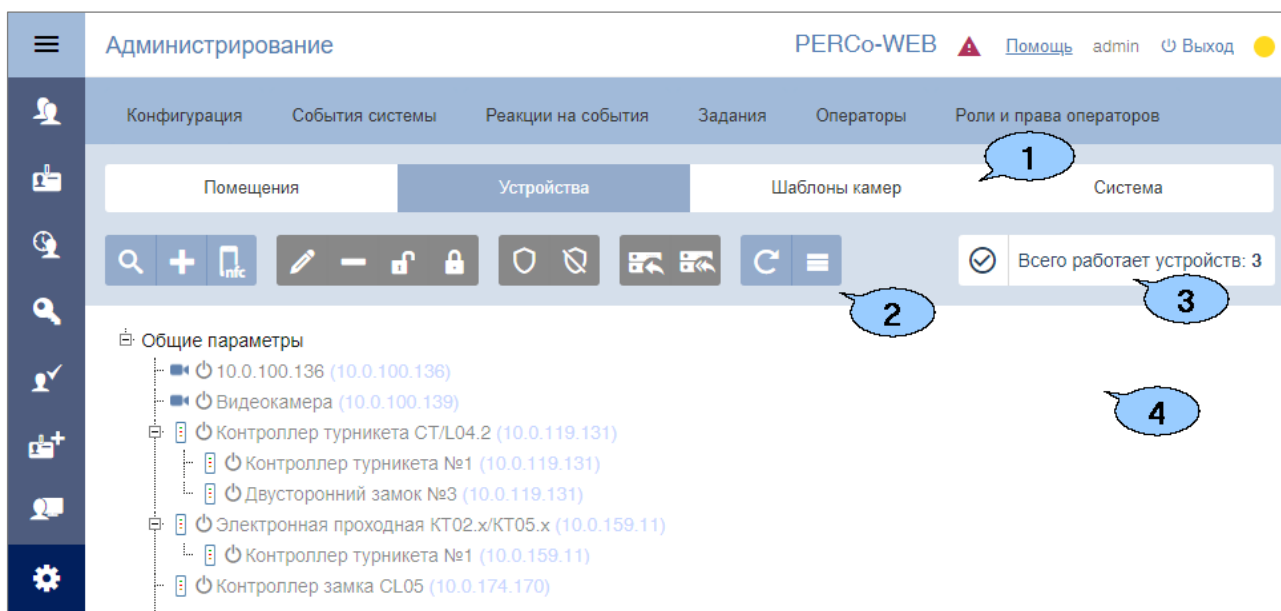 Администрирование PERCo-WEB Помощь admin Выход
Конфигурация События системы Реакции на события Задания Операторы Роли и права операторов
1
Помещения Устройства Шаблоны камер Система
nfc Всего работает устройств: 3
2 3
Общие параметры
10.0.100.136 (10.0.100.136)
Видеокамера (10.0.100.139)
4
Контроллер турникета CT/L04.2 (10.0.119.131)
Контроллер турникета №1 (10.0.119.131)
Двусторонний замок №3 (10.0.119.131)
Электронная проходная КТ02.х/КТ05.х (10.0.159.11)
Контроллер турникета №1 (10.0.159.11)
Контроллер замка CL05 (10.0.174.170)